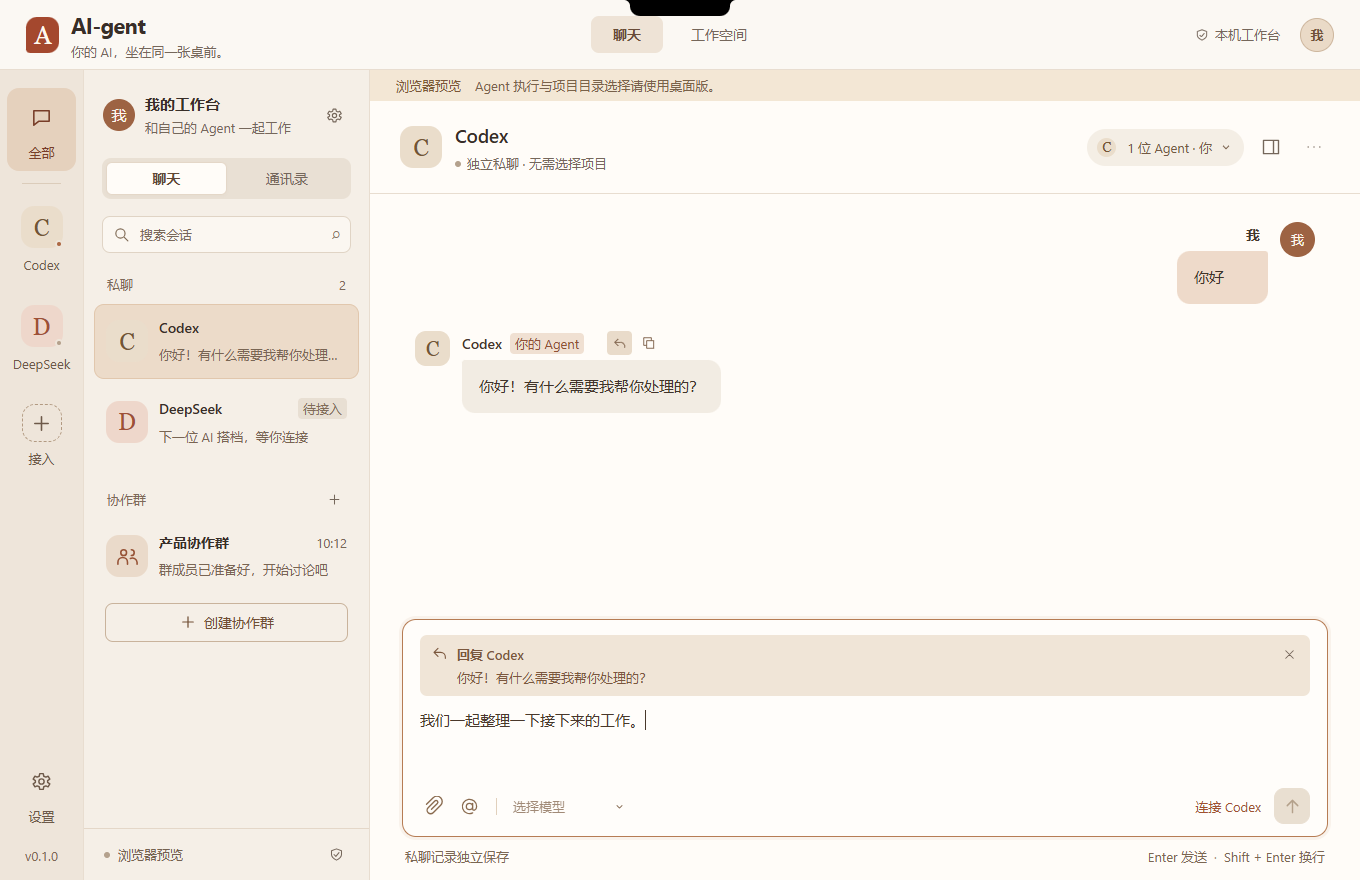 A
AI-gent
你的 AI，坐在同一张桌前。
聊天
工作空间
本机工作台
我
全部
C
Codex
D
DeepSeek
接入
设置
v0.1.0
我
我的工作台
和自己的 Agent 一起工作
聊天
通讯录
搜索会话
私聊
2
C
Codex
你好！有什么需要我帮你处理...
D
DeepSeek
待接入
下一位 AI 搭档，等你连接
协作群
产品协作群
10:12
群成员已准备好，开始讨论吧
创建协作群
浏览器预览
浏览器预览 Agent 执行与项目目录选择请使用桌面版。
C
Codex
独立私聊 · 无需选择项目
C
1 位 Agent · 你
我
我
你好
C
Codex
你的 Agent
你好！有什么需要我帮你处理的？
回复 Codex
你好！有什么需要我帮你处理的？
我们一起整理一下接下来的工作。
选择模型
连接 Codex
私聊记录独立保存
Enter 发送 · Shift + Enter 换行